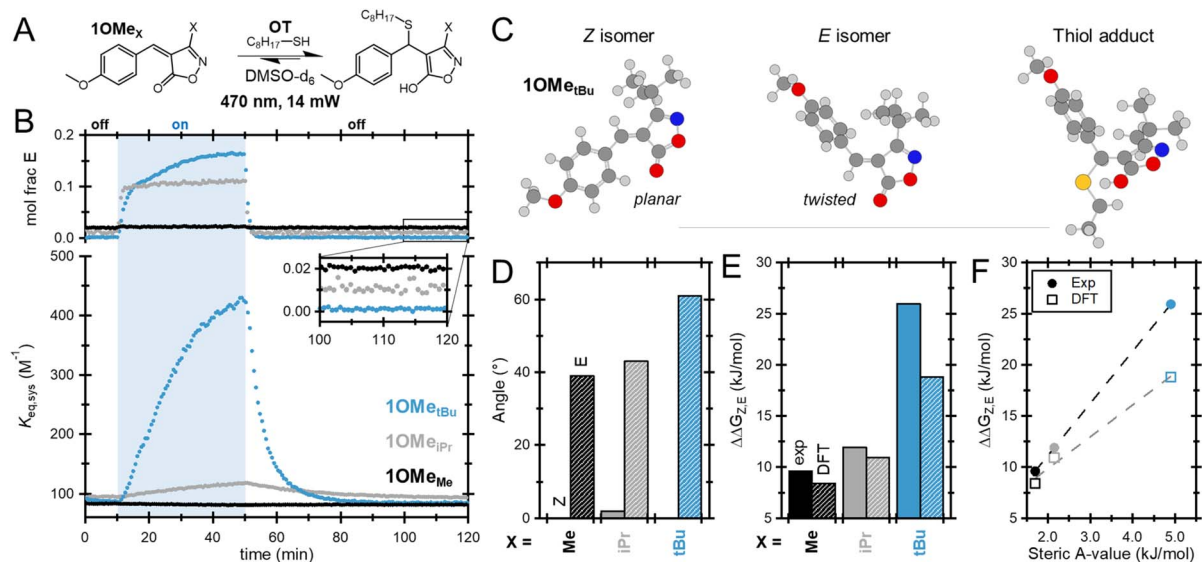 A
1OMeX
X
N
O
O
O
OT
C8H17
SH
DMSO-d6
470 nm, 14 mW
C8H17
S
X
N
O
HO
O
B
off
on
off
mol frac E
0.2
0.1
0.0
Keq,sys (M-1)
500
450
400
350
300
250
200
150
100
50
0.02
0.00
100
110
120
1OMetBu
1OMeiPr
1OMeMe
0
20
40
60
80
100
120
time (min)
C
Z isomer
E isomer
Thiol adduct
1OMetBu
planar
twisted
D
Angle (°)
60
40
20
0
Z
E
X =
Me
iPr
tBu
E
ΔΔGZ,E (kJ/mol)
30
25
20
15
10
5
exp
DFT
X =
Me
iPr
tBu
F
ΔΔGZ,E (kJ/mol)
30
25
20
15
10
5
Exp
DFT
2.0
3.0
4.0
5.0
Steric A-value (kJ/mol)